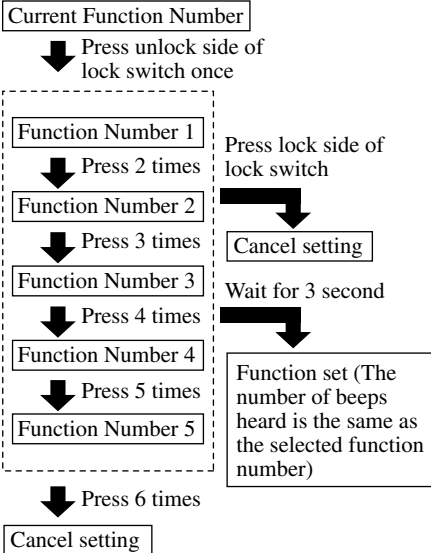 Current Function Number
Press unlock side of
lock switch once
Function Number 1
Press 2 times
Function Number 2
Press 3 times
Function Number 3
Press 4 times
Function Number 4
Press 5 times
Function Number 5
Press lock side of
lock switch
Cancel setting
Wait for 3 second
Function set (The
number of beeps
heard is the same as
the selected function
number)
Press 6 times
Cancel setting